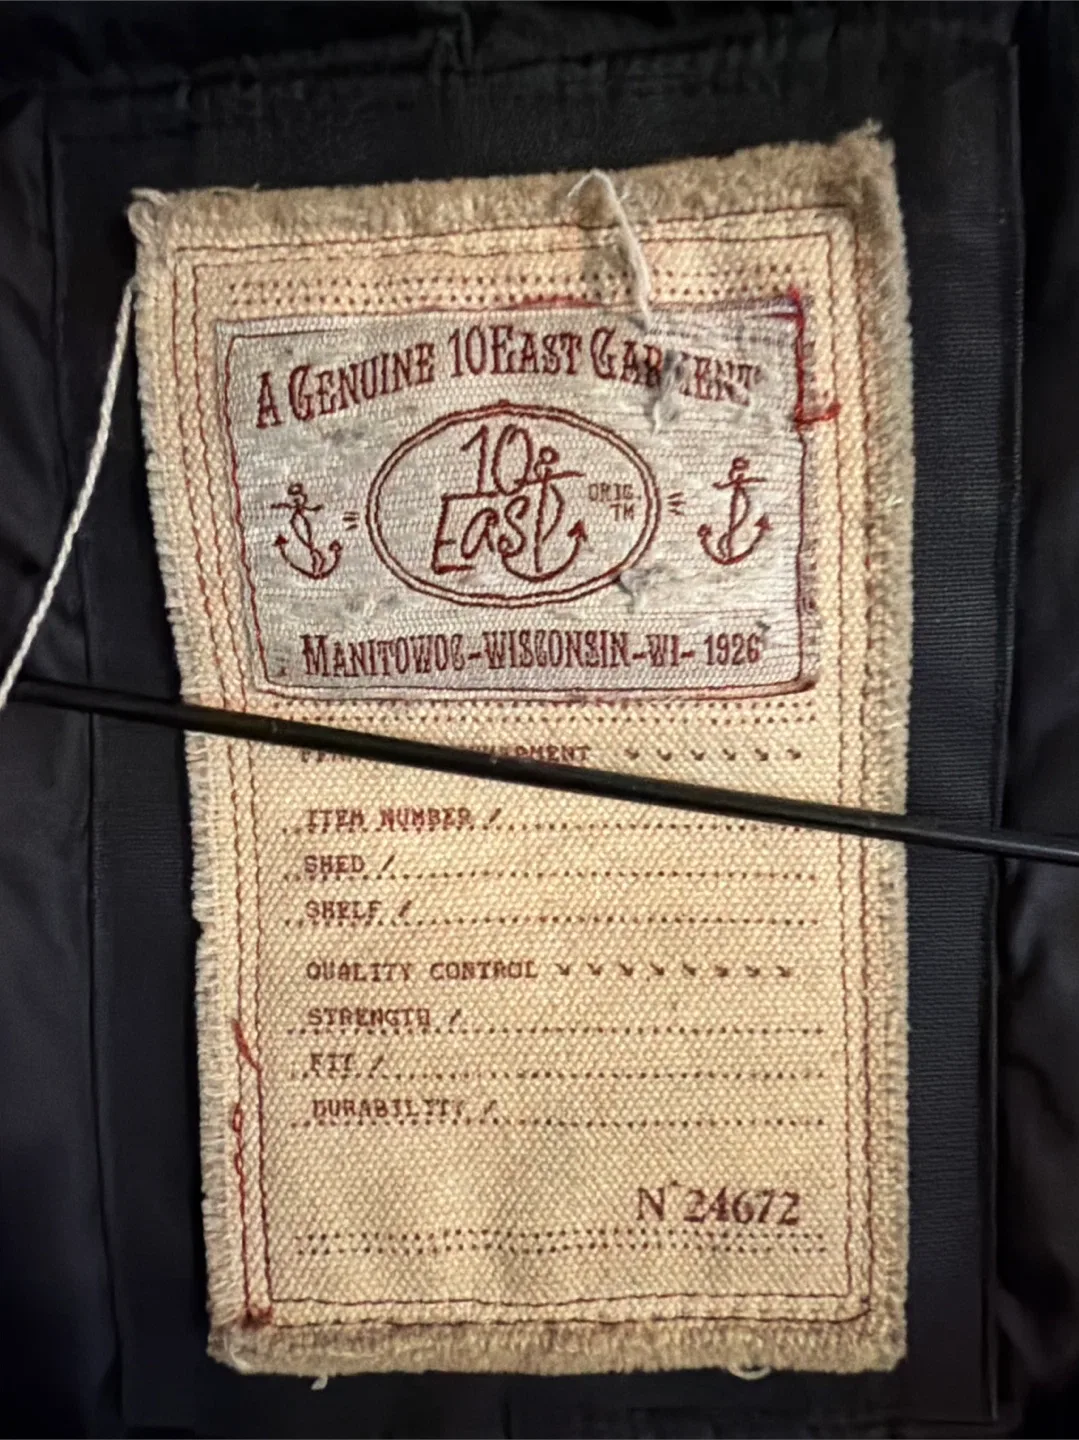 A GENUINE 10EAST GARMENT
10
EAST
ORIG
TM
MANITOWOC-WISCONSIN-WI- 1926
ITEM NUMBER /
SHED /
SHELF /
QUALITY CONTROL
STRENGTH /
FIT /
DURABILITY /
N° 24672